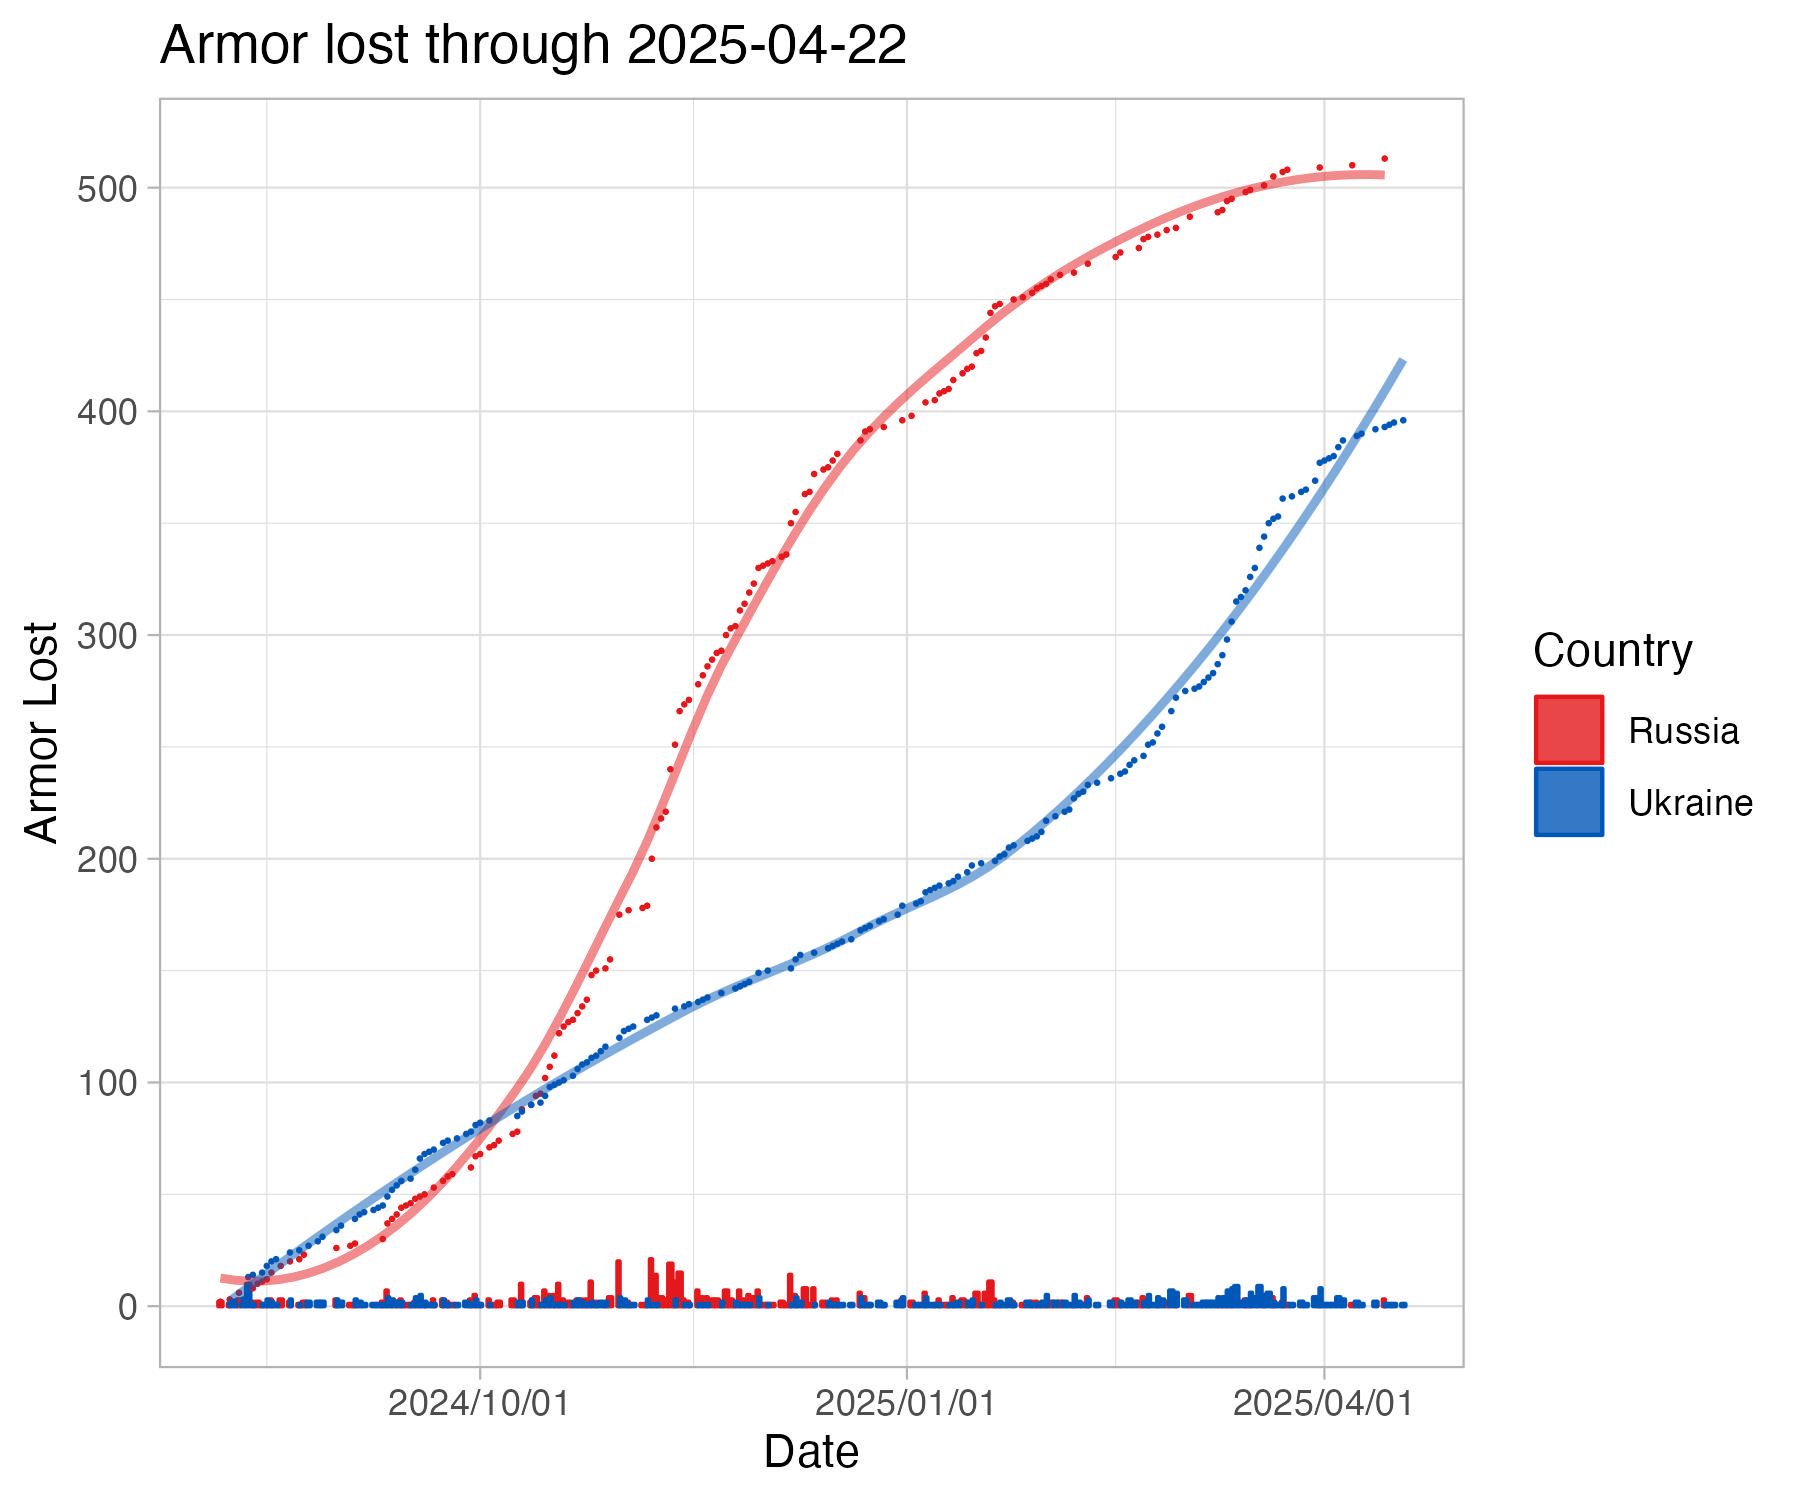 Armor lost through 2025-04-22
Armor Lost
500
400
300
200
100
0
2024/10/01
2025/01/01
2025/04/01
Date
Country
Russia
Ukraine